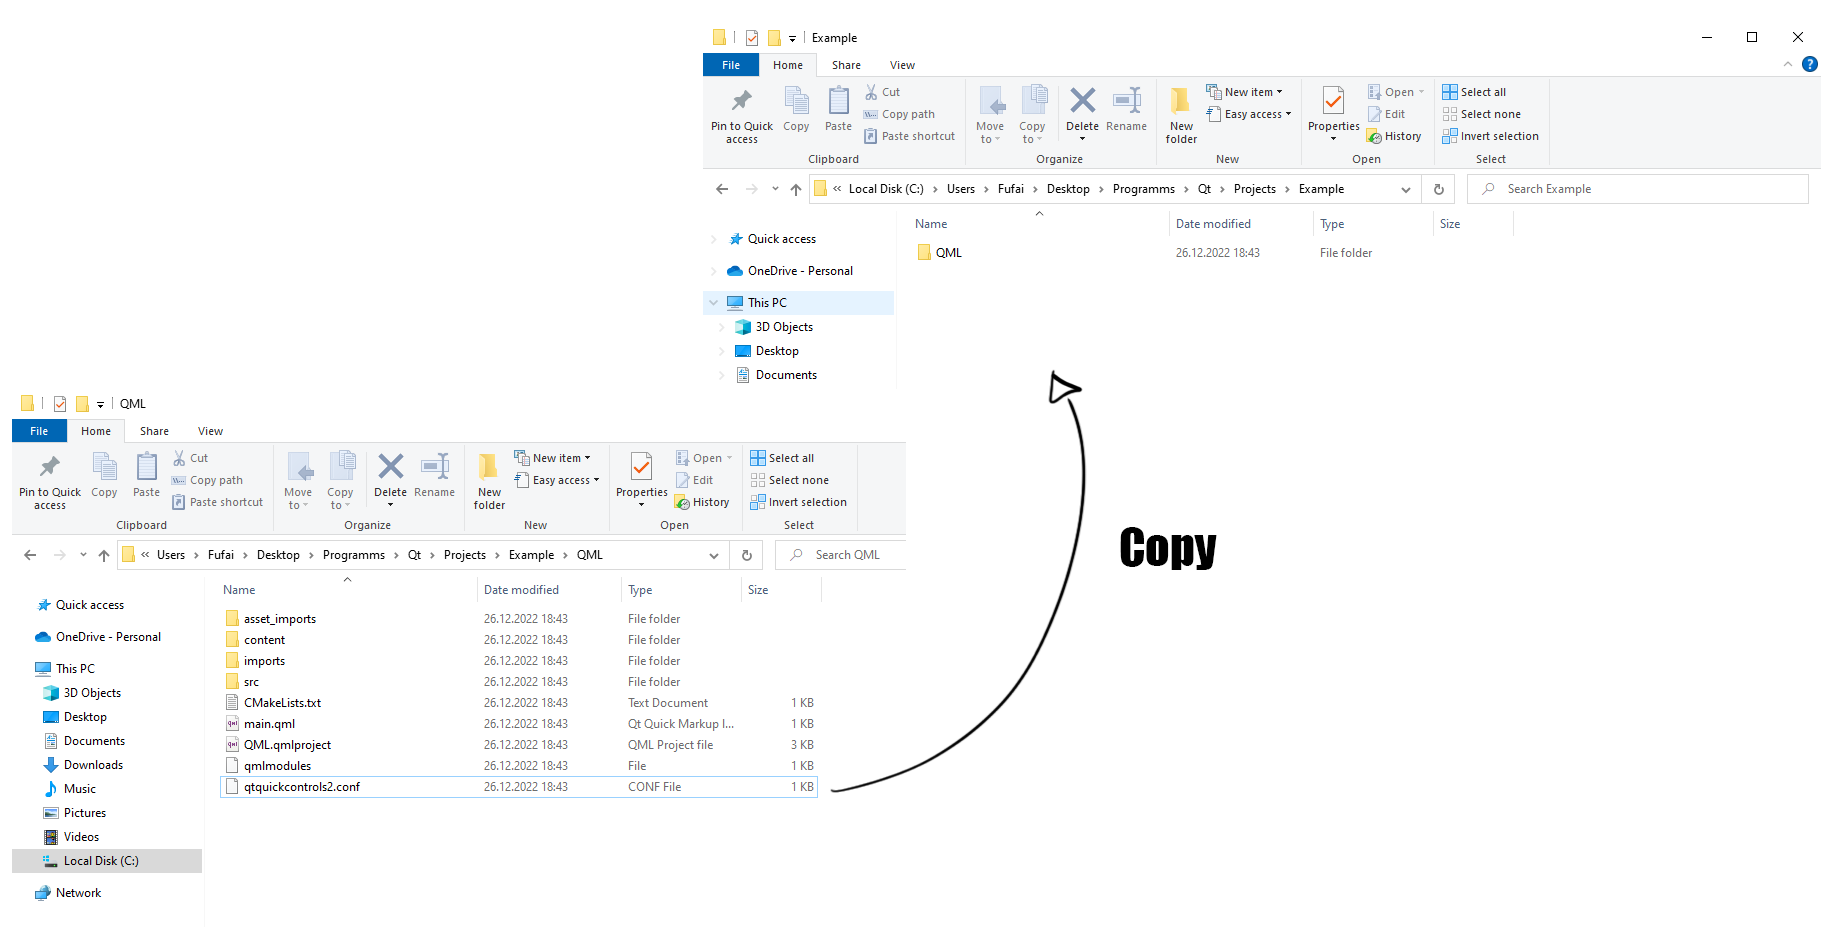 Example
File Home Share View
Pin to Quick access
Copy
Paste
Cut
Copy path
Paste shortcut
Clipboard
Move to
Copy to
Delete
Rename
Organize
New folder
New item
Easy access
New
Properties
Open
Edit
History
Open
Select all
Select none
Invert selection
Select
« Local Disk (C:) › Users › Fufai › Desktop › Programms › Qt › Projects › Example
Search Example
Name Date modified Type Size
QML 26.12.2022 18:43 File folder
Quick access
OneDrive - Personal
This PC
3D Objects
Desktop
Documents
QML
File Home Share View
Pin to Quick access
Copy
Paste
Cut
Copy path
Paste shortcut
Clipboard
Move to
Copy to
Delete
Rename
Organize
New folder
New item
Easy access
New
Properties
Open
Edit
History
Open
Select all
Select none
Invert selection
Select
« Users › Fufai › Desktop › Programms › Qt › Projects › Example › QML
Search QML
Name Date modified Type Size
asset_imports 26.12.2022 18:43 File folder
content 26.12.2022 18:43 File folder
imports 26.12.2022 18:43 File folder
src 26.12.2022 18:43 File folder
CMakeLists.txt 26.12.2022 18:43 Text Document 1 KB
main.qml 26.12.2022 18:43 Qt Quick Markup l... 1 KB
QML.qmlproject 26.12.2022 18:43 QML Project file 3 KB
qmlmodules 26.12.2022 18:43 File 1 KB
qtquickcontrols2.conf 26.12.2022 18:43 CONF File 1 KB
Quick access
OneDrive - Personal
This PC
3D Objects
Desktop
Documents
Downloads
Music
Pictures
Videos
Local Disk (C:)
Network
Copy